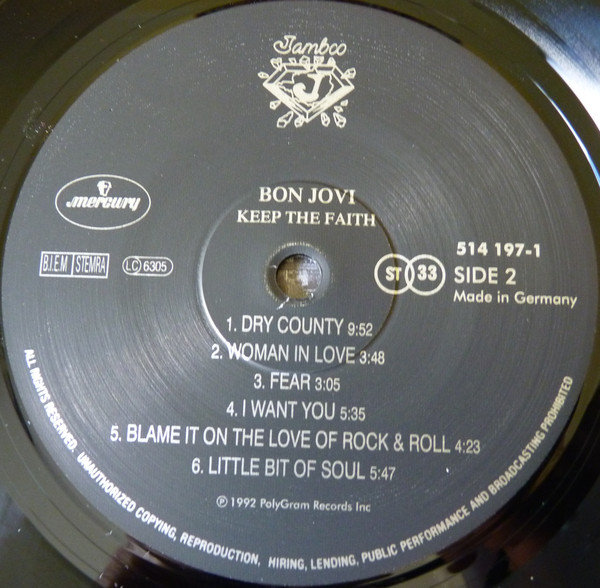 Jambco
J
mercury
BON JOVI
KEEP THE FAITH
B.I.E.M STEMRA
LC 6305
ST 33
514 197-1
SIDE 2
Made in Germany
1. DRY COUNTY 9:52
2. WOMAN IN LOVE 3:48
3. FEAR 3:05
4. I WANT YOU 5:35
5. BLAME IT ON THE LOVE OF ROCK & ROLL 4:23
6. LITTLE BIT OF SOUL 5:47
℗ 1992 PolyGram Records Inc
ALL RIGHTS RESERVED. UNAUTHORIZED COPYING, REPRODUCTION, HIRING, LENDING, PUBLIC PERFORMANCE AND BROADCASTING PROHIBITED